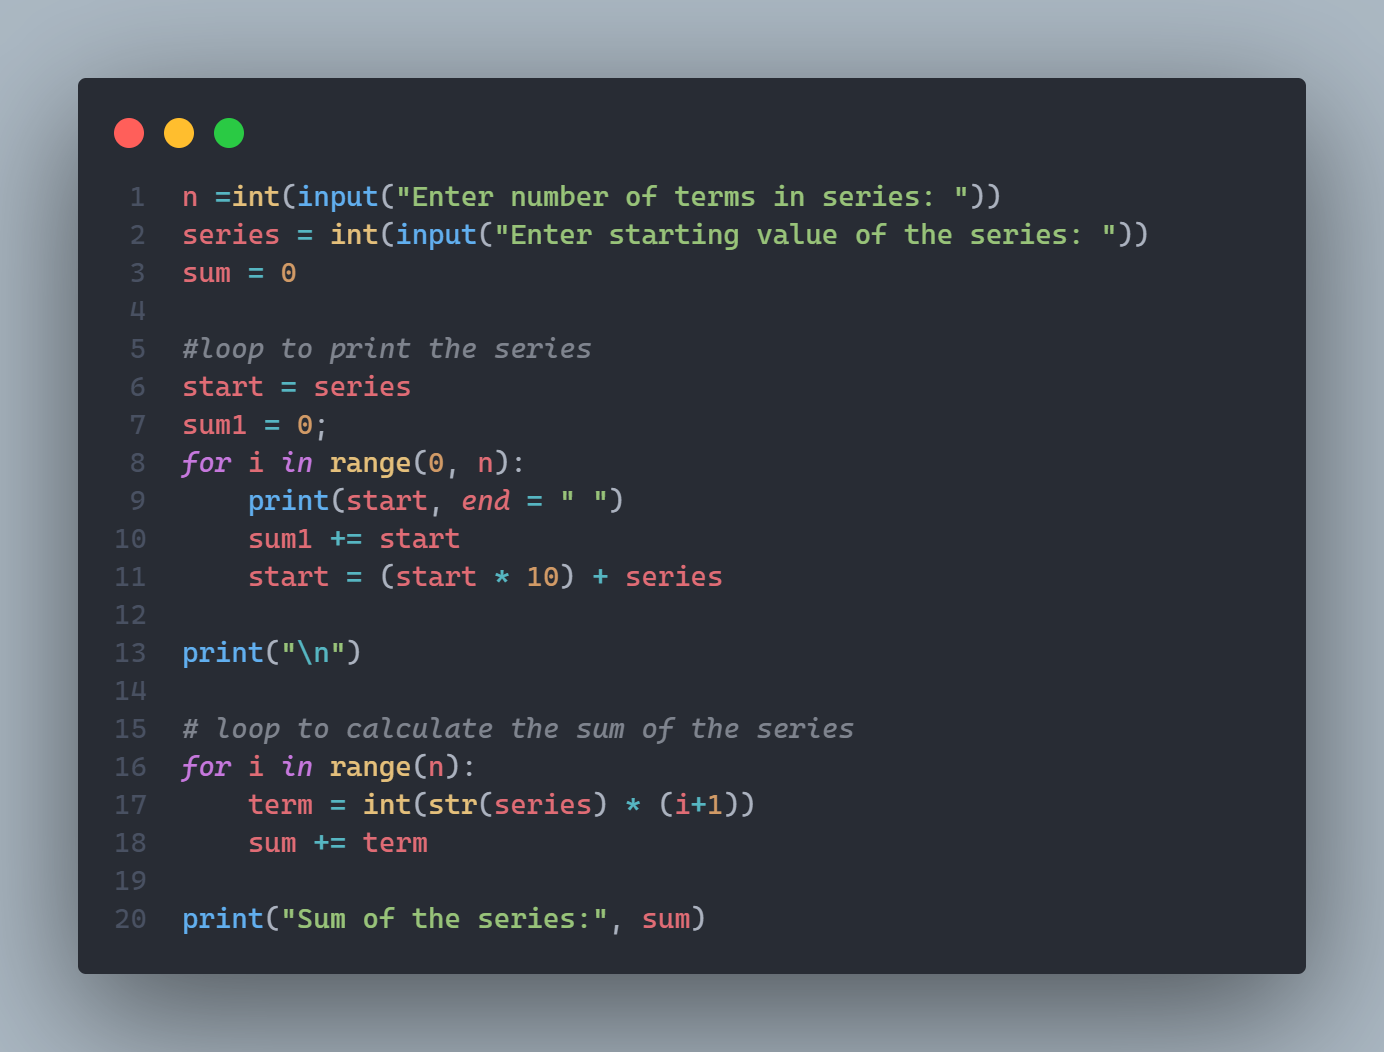 1 n =int(input("Enter number of terms in series: "))
2 series = int(input("Enter starting value of the series: "))
3 sum = 0
4
5 #loop to print the series
6 start = series
7 sum1 = 0;
8 for i in range(0, n):
9     print(start, end = " ")
10     sum1 += start
11     start = (start * 10) + series
12
13 print("\n")
14
15 # loop to calculate the sum of the series
16 for i in range(n):
17     term = int(str(series) * (i+1))
18     sum += term
19
20 print("Sum of the series:", sum)